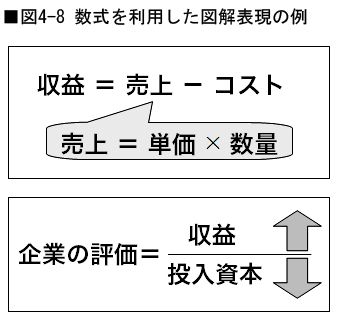 ■図4-8 数式を利用した図解表現の例
収益 = 売上 － コスト
売上 = 単価 × 数量
企業の評価= 収益
投入資本